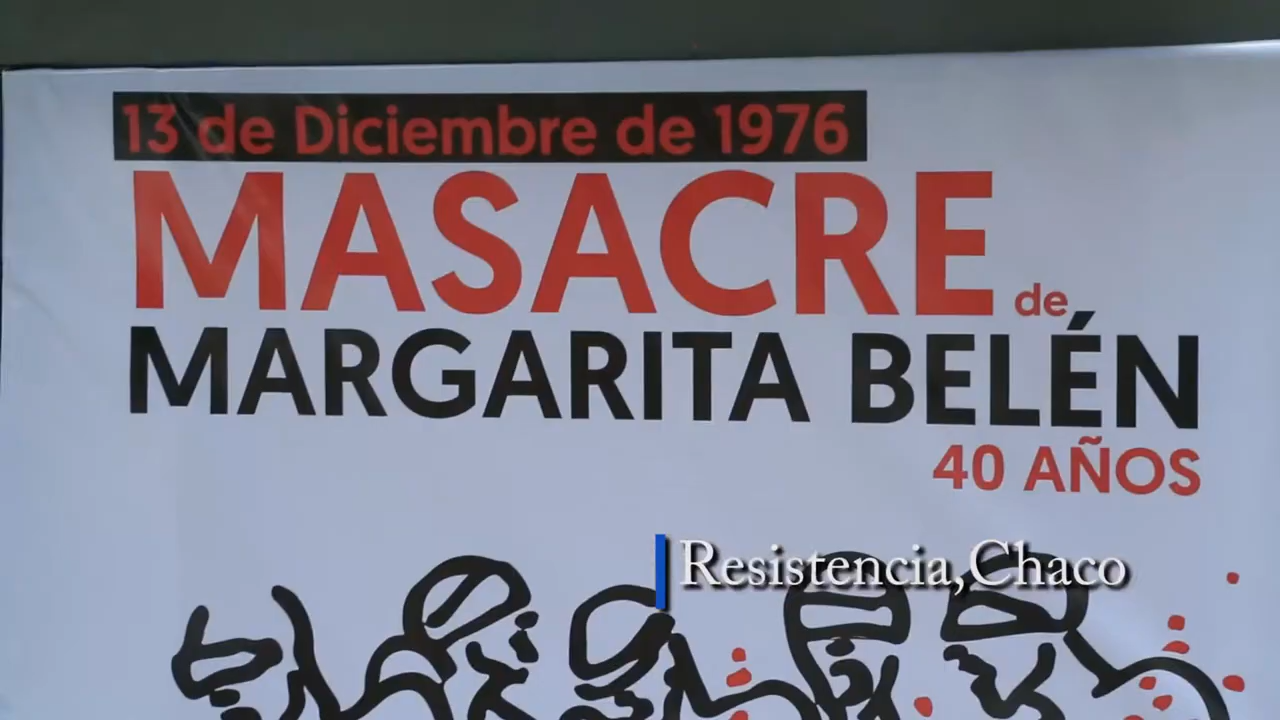 13 de Diciembre de 1976
MASACRE de
MARGARITA BELÉN
40 AÑOS
Resistencia, Chaco